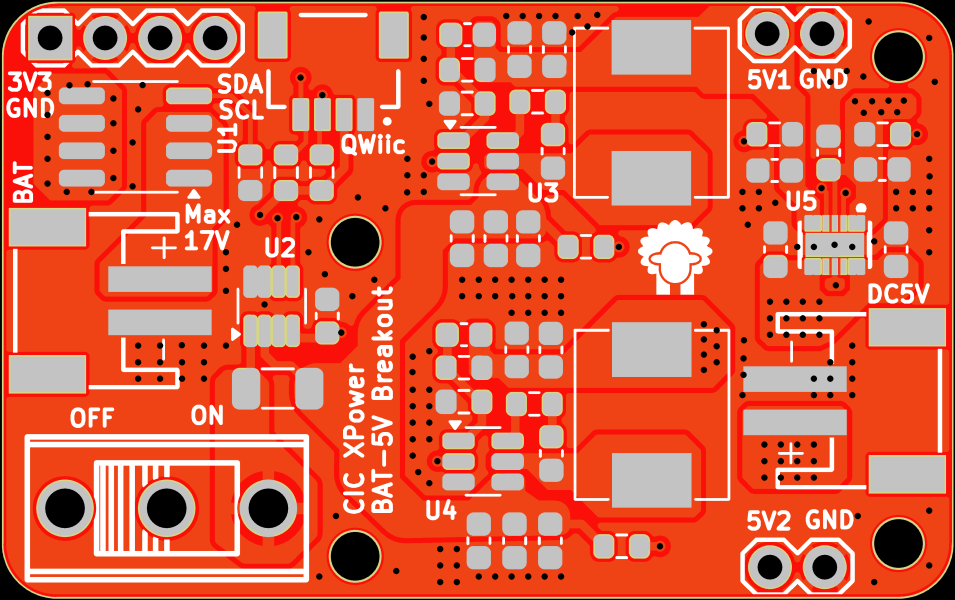 3V3
GND
SDA
SCL
U1
QWiic
BAT
Max
17V
+
U2
-
OFF
ON
CIC XPower
BAT-5V Breakout
U3
U4
5V1 GND
U5
DC5V
-
+
5V2 GND